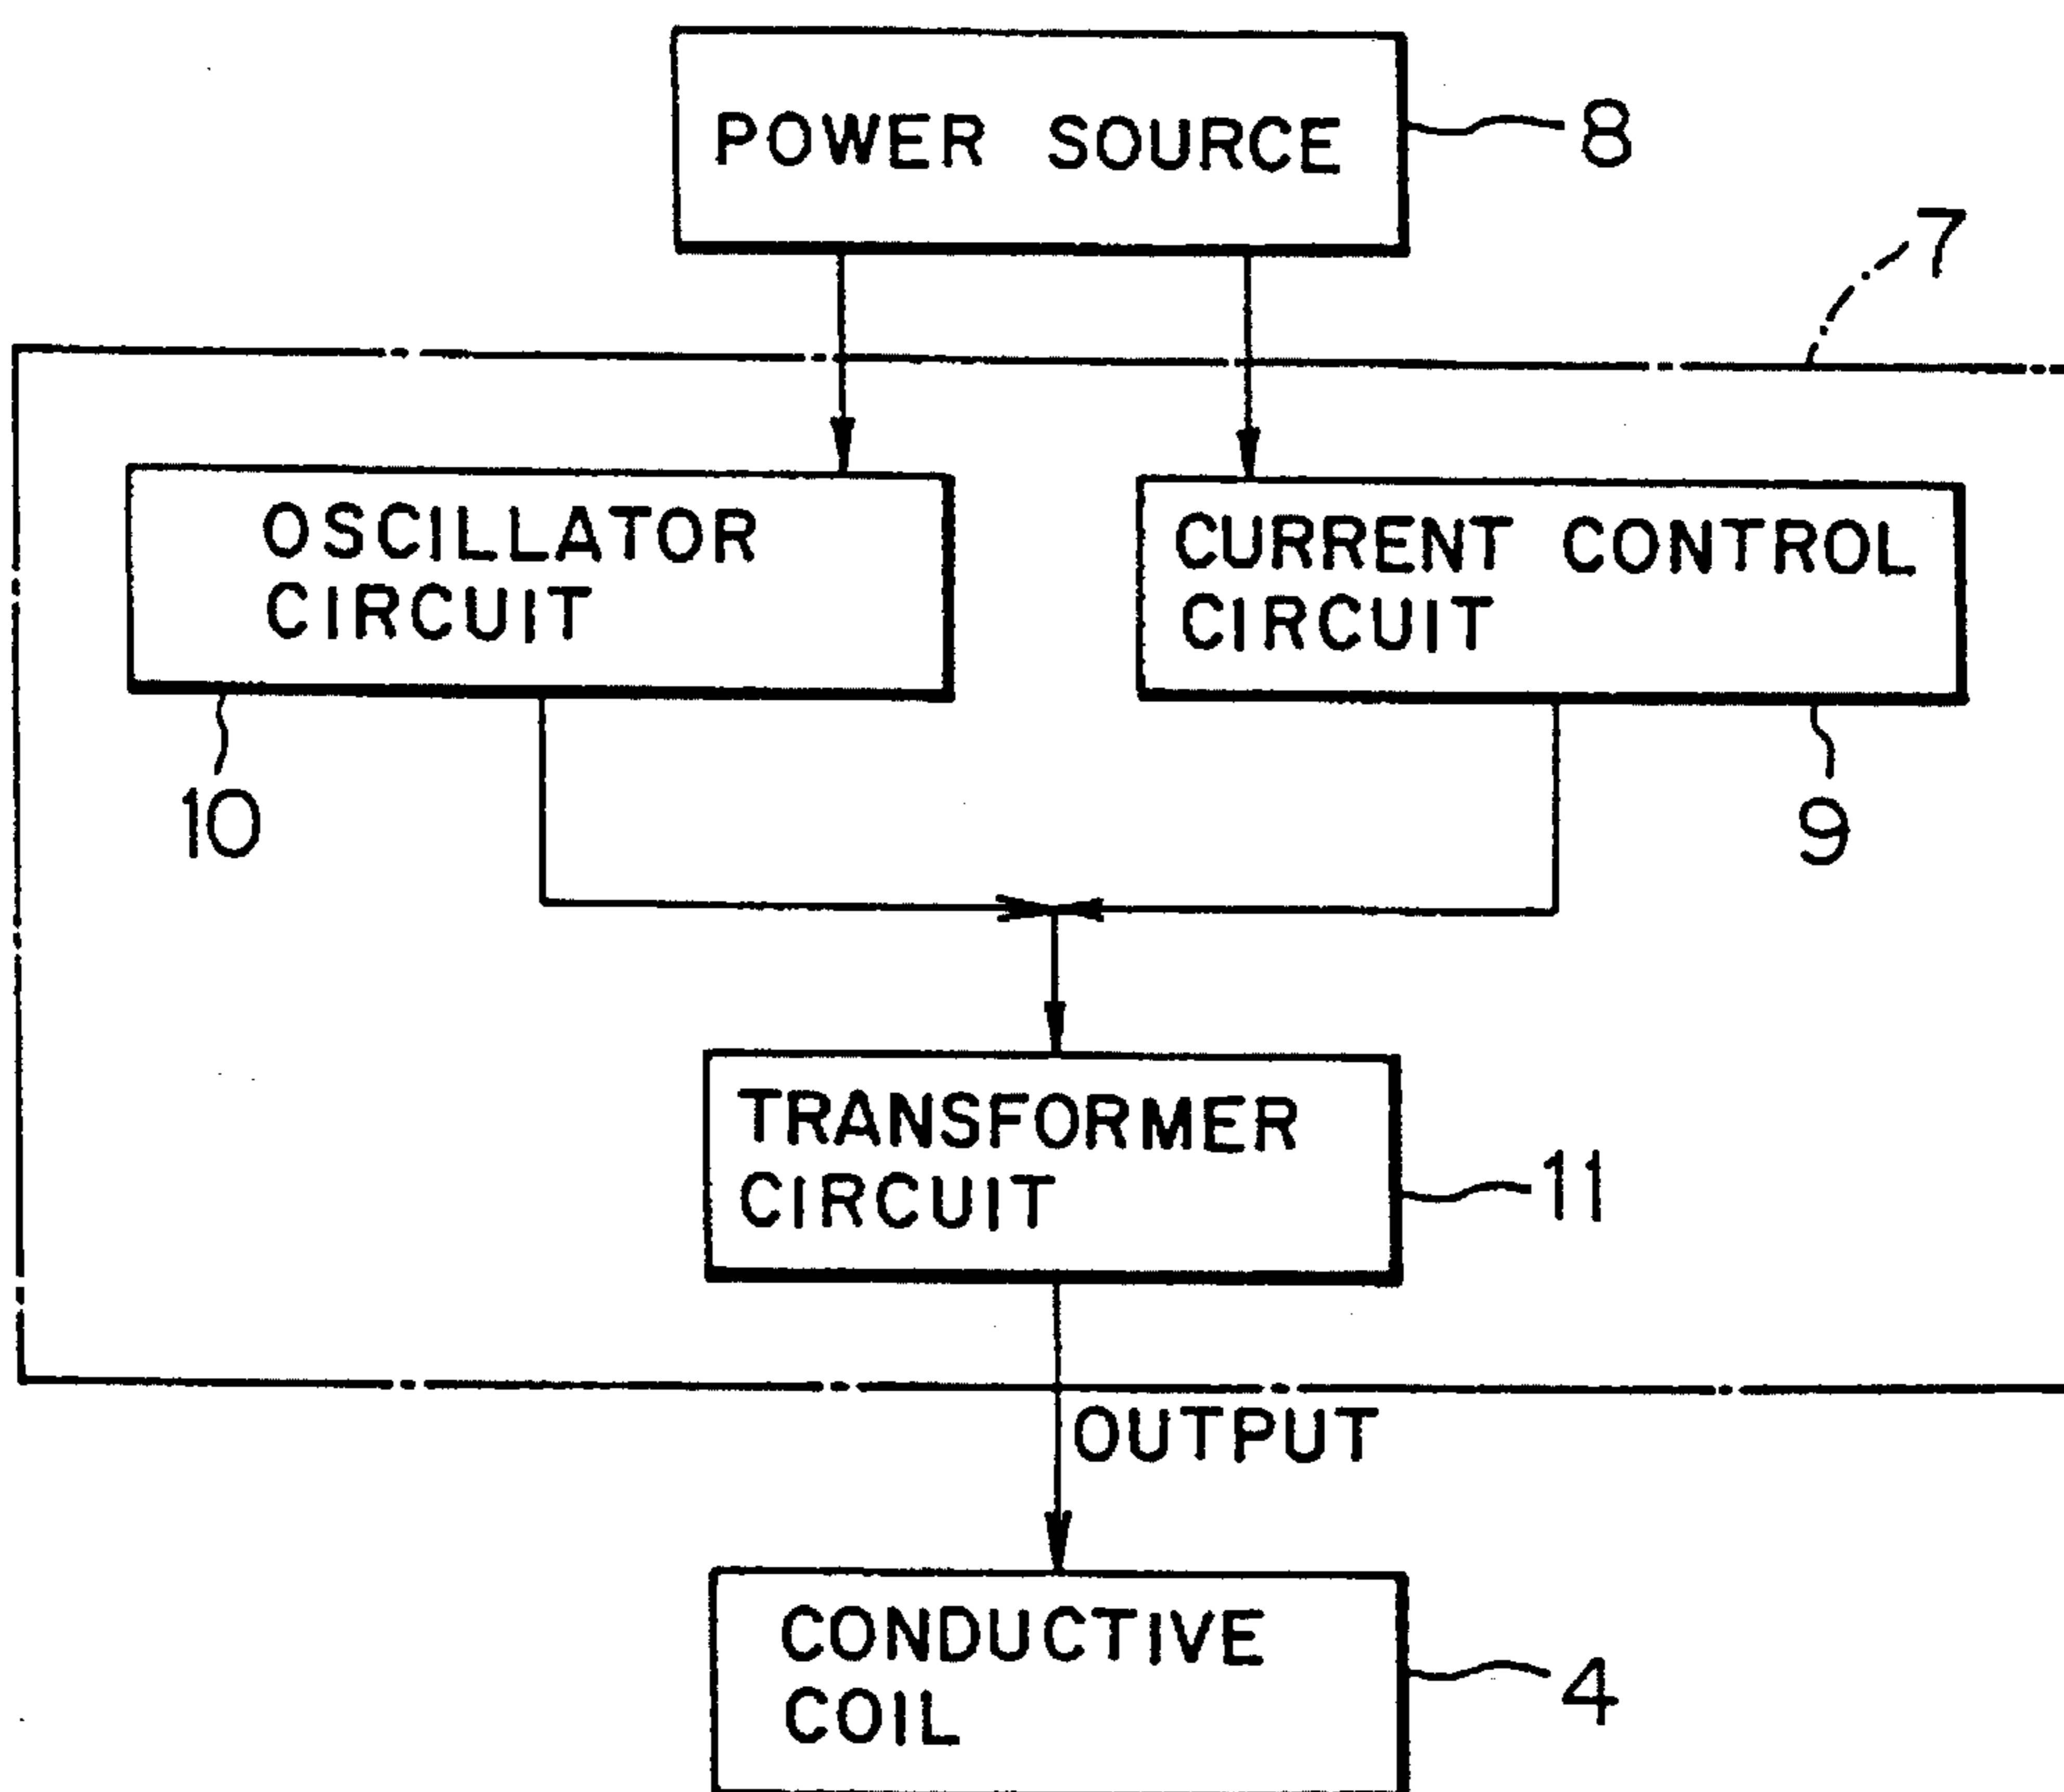 POWER SOURCE
8
7
OSCILLATOR
CIRCUIT
CURRENT CONTROL
CIRCUIT
10
9
TRANSFORMER
CIRCUIT
11
OUTPUT
CONDUCTIVE
COIL
4